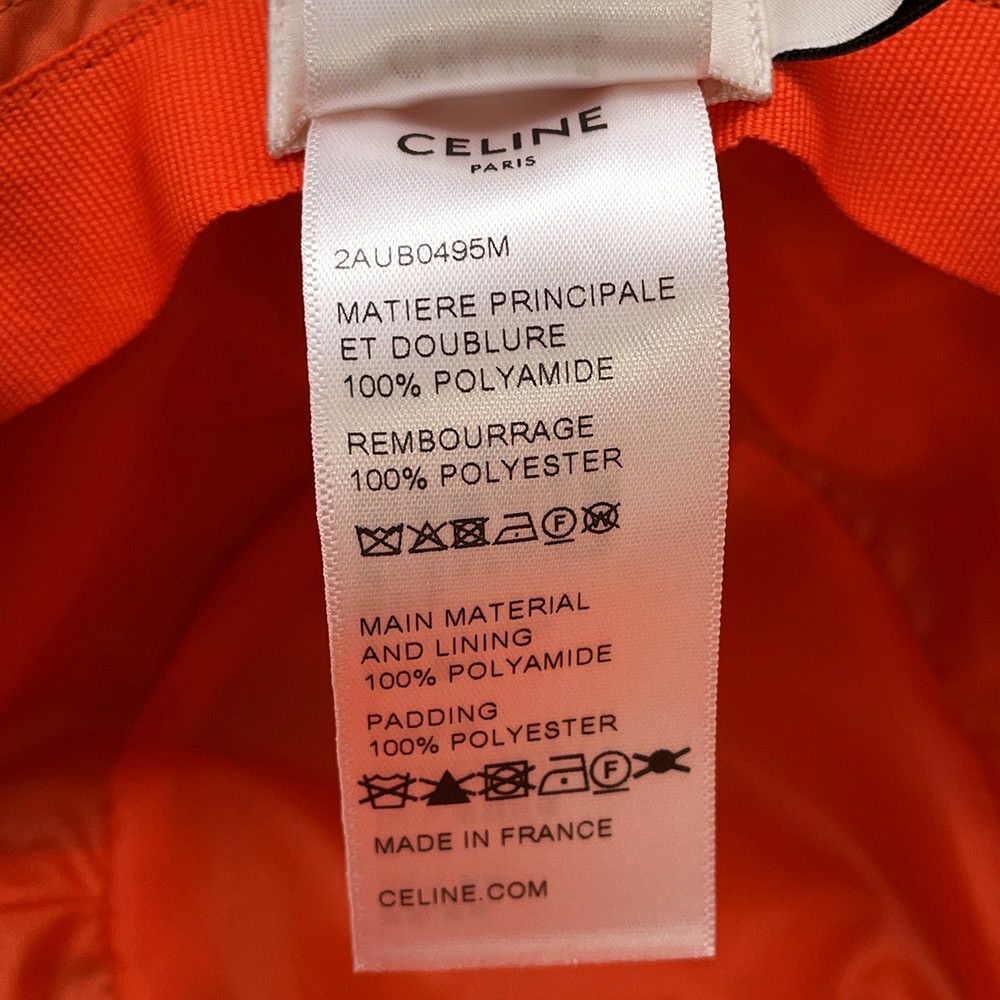 CELINE
PARIS
2AUB0495M
MATIERE PRINCIPALE
ET DOUBLURE
100% POLYAMIDE
REMBOURRAGE
100% POLYESTER
F W
MAIN MATERIAL
AND LINING
100% POLYAMIDE
PADDING
100% POLYESTER
F
MADE IN FRANCE
CELINE.COM